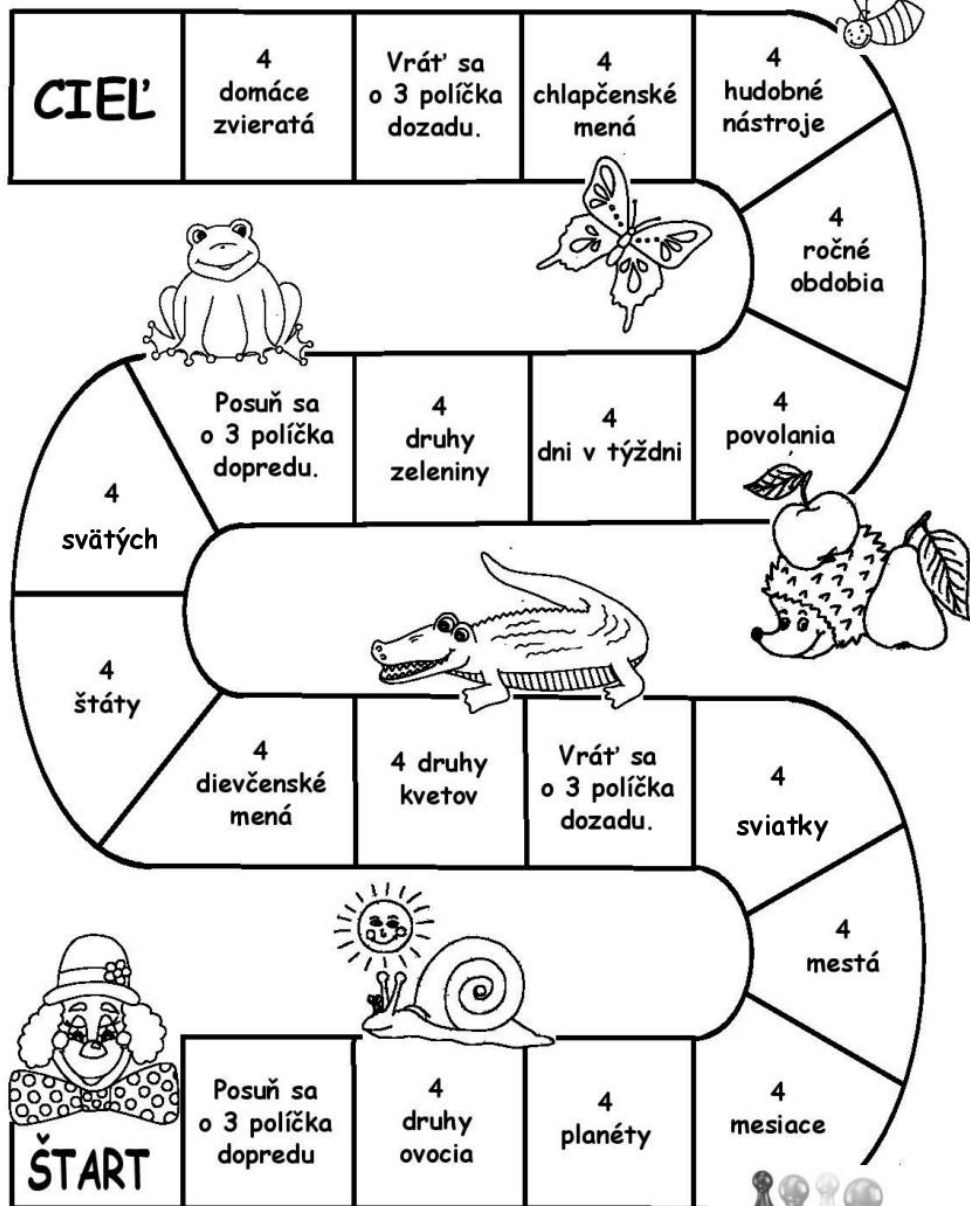 CIEĽ
4
domáce
zvieratá
Vráť sa
o 3 políčka
dozadu.
4
chlapčenské
mená
4
hudobné
nástroje
4
ročné
obdobia
Posuň sa
o 3 políčka
dopredu.
4
druhy
zeleniny
4
dni v týždni
4
povolania
4
svätých
4
štáty
4
dievčenské
mená
4 druhy
kvetov
Vráť sa
o 3 políčka
dozadu.
4
sviatky
4
mestá
ŠTART
Posuň sa
o 3 políčka
dopredu
4
druhy
ovocia
4
planéty
4
mesiace